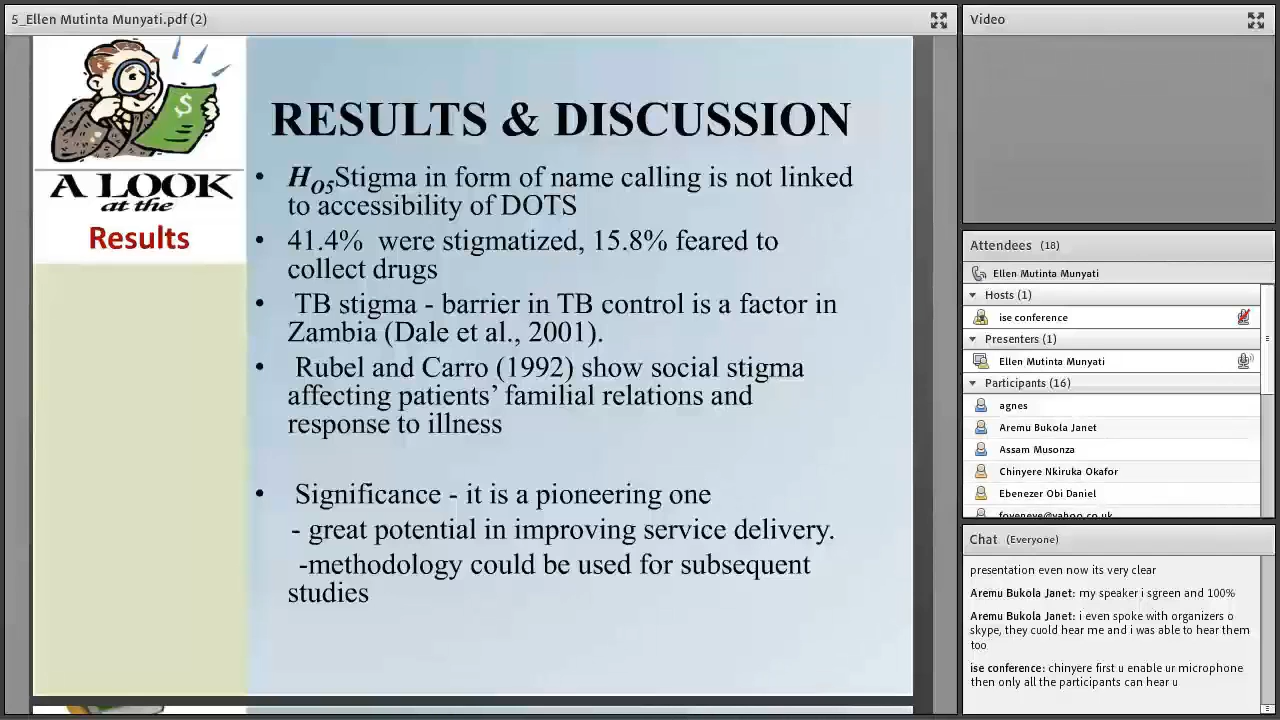 5_Ellen Mutinta Munyati.pdf (2)
$
A LOOK
at the
Results
RESULTS & DISCUSSION
• HO5Stigma in form of name calling is not linked
to accessibility of DOTS
• 41.4% were stigmatized, 15.8% feared to
collect drugs
• TB stigma - barrier in TB control is a factor in
Zambia (Dale et al., 2001).
• Rubel and Carro (1992) show social stigma
affecting patients’ familial relations and
response to illness
• Significance - it is a pioneering one
- great potential in improving service delivery.
-methodology could be used for subsequent
studies
Video
Attendees (18)
Ellen Mutinta Munyati
Hosts (1)
ise conference
Presenters (1)
Ellen Mutinta Munyati
Participants (16)
agnes
Aremu Bukola Janet
Assam Musonza
Chinyere Nkiruka Okafor
Ebenezer Obi Daniel
Chat (Everyone)
presentation even now its very clear
Aremu Bukola Janet: my speaker i sgreen and 100%
Aremu Bukola Janet: i even spoke with organizers o
skype, they cuold hear me and i was able to hear them
too
ise conference: chinyere first u enable ur microphone
then only all the participants can hear u